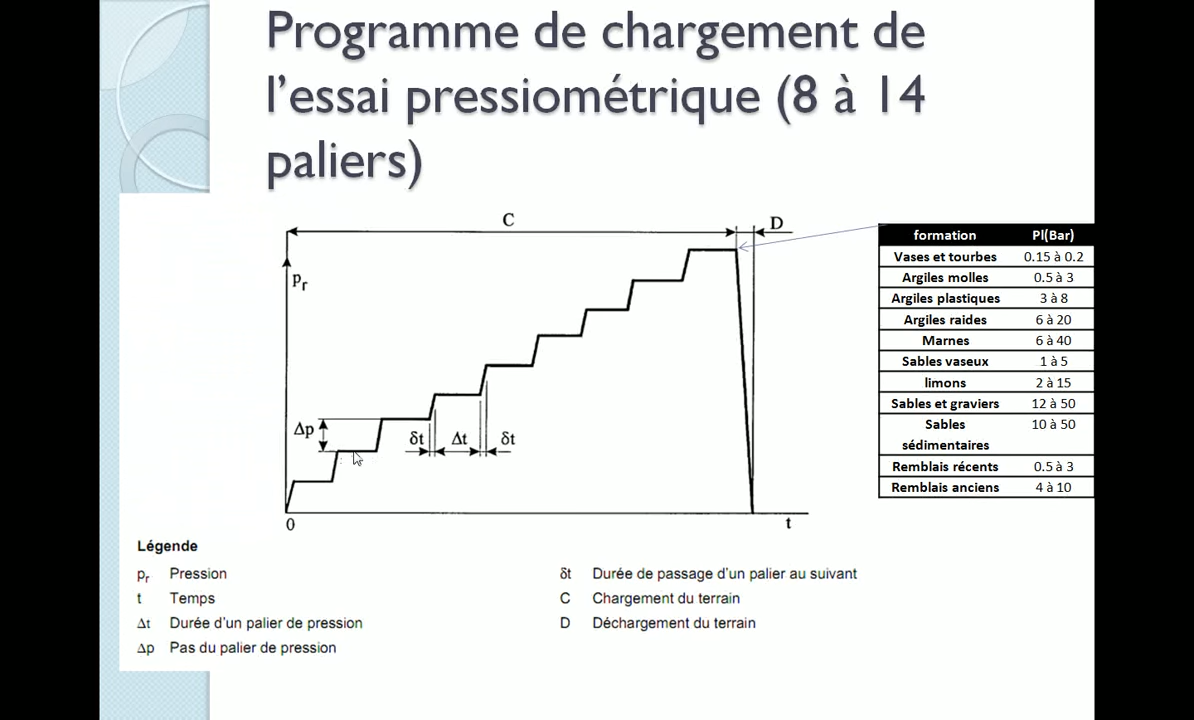 Programme de chargement de
l'essai pressiométrique (8 à 14
paliers)
C
D
pr
Δp
δt
Δt
δt
0
t
formation Pl(Bar)
Vases et tourbes 0.15 à 0.2
Argiles molles 0.5 à 3
Argiles plastiques 3 à 8
Argiles raides 6 à 20
Marnes 6 à 40
Sables vaseux 1 à 5
limons 2 à 15
Sables et graviers 12 à 50
Sables 10 à 50
sédimentaires
Remblais récents 0.5 à 3
Remblais anciens 4 à 10
Légende
pr Pression
t Temps
Δt Durée d'un palier de pression
Δp Pas du palier de pression
δt Durée de passage d'un palier au suivant
C Chargement du terrain
D Déchargement du terrain